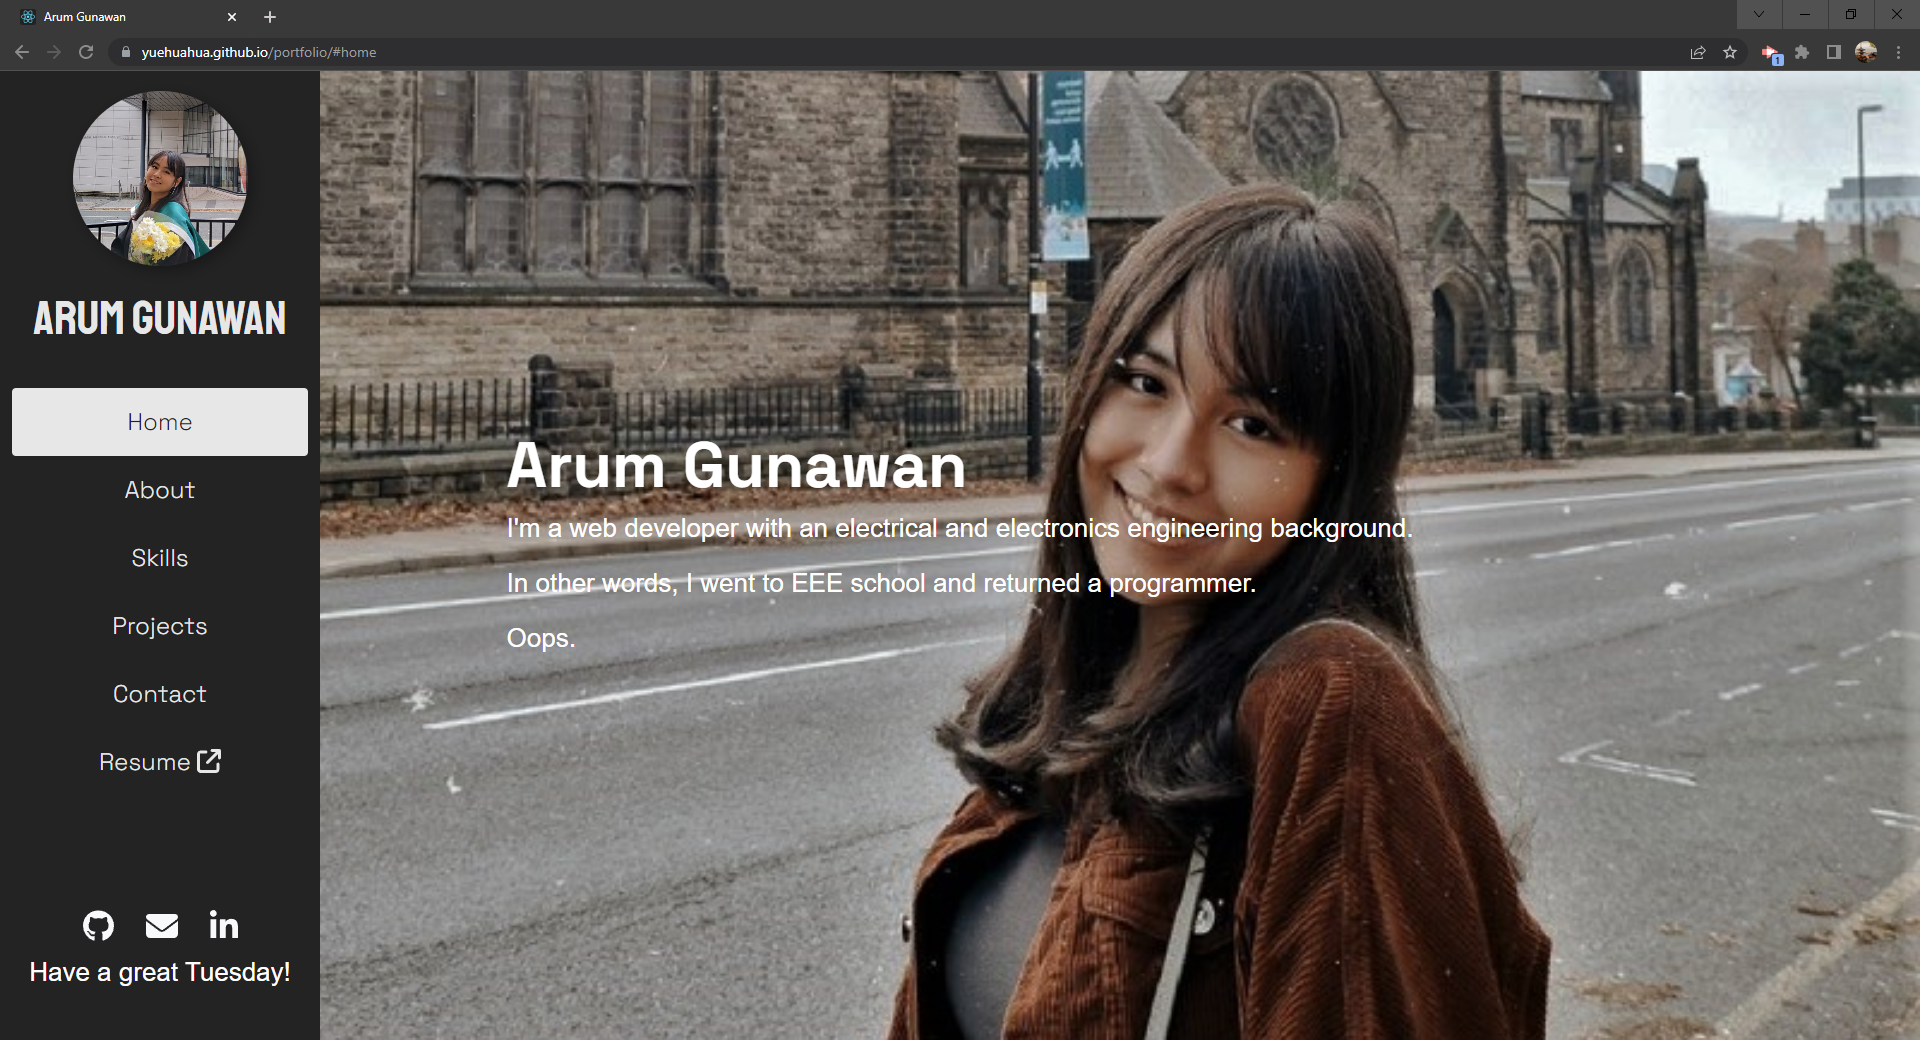 Arum Gunawan
yuehuahua.github.io/portfolio/#home
1
ARUM GUNAWAN
Home
About
Skills
Projects
Contact
Resume
in
Have a great Tuesday!
Arum Gunawan
I'm a web developer with an electrical and electronics engineering background.
In other words, I went to EEE school and returned a programmer.
Oops.